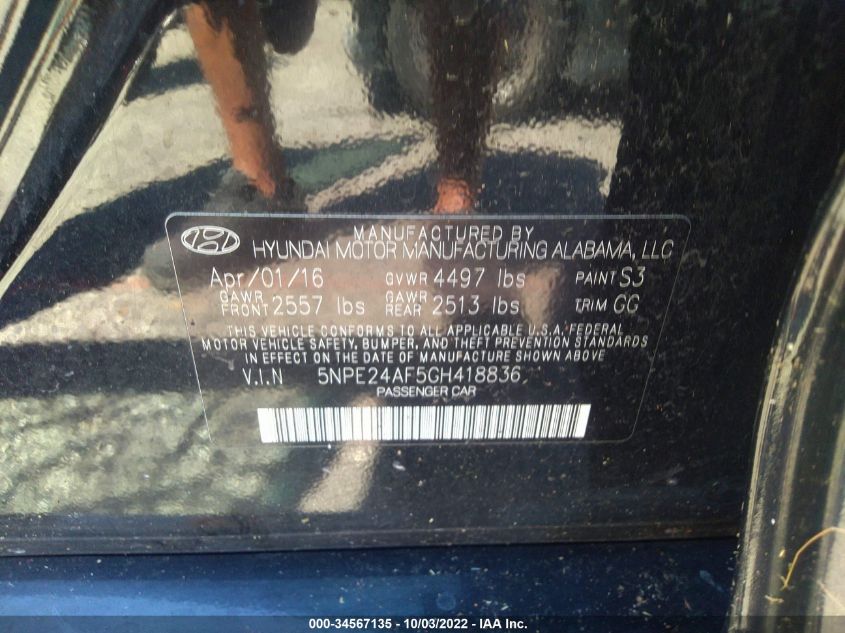 MANUFACTURED BY
HYUNDAI MOTOR MANUFACTURING ALABAMA, LLC
Apr/01/16 GVWR 4497 lbs PAINT S3
GAWR FRONT 2557 lbs GAWR REAR 2513 lbs TRIM GG
THIS VEHICLE CONFORMS TO ALL APPLICABLE U.S.A. FEDERAL
MOTOR VEHICLE SAFETY, BUMPER, AND THEFT PREVENTION STANDARDS
IN EFFECT ON THE DATE OF MANUFACTURE SHOWN ABOVE
V.I.N 5NPE24AF5GH418836
PASSENGER CAR
000-34567135 - 10/03/2022 - IAA Inc.